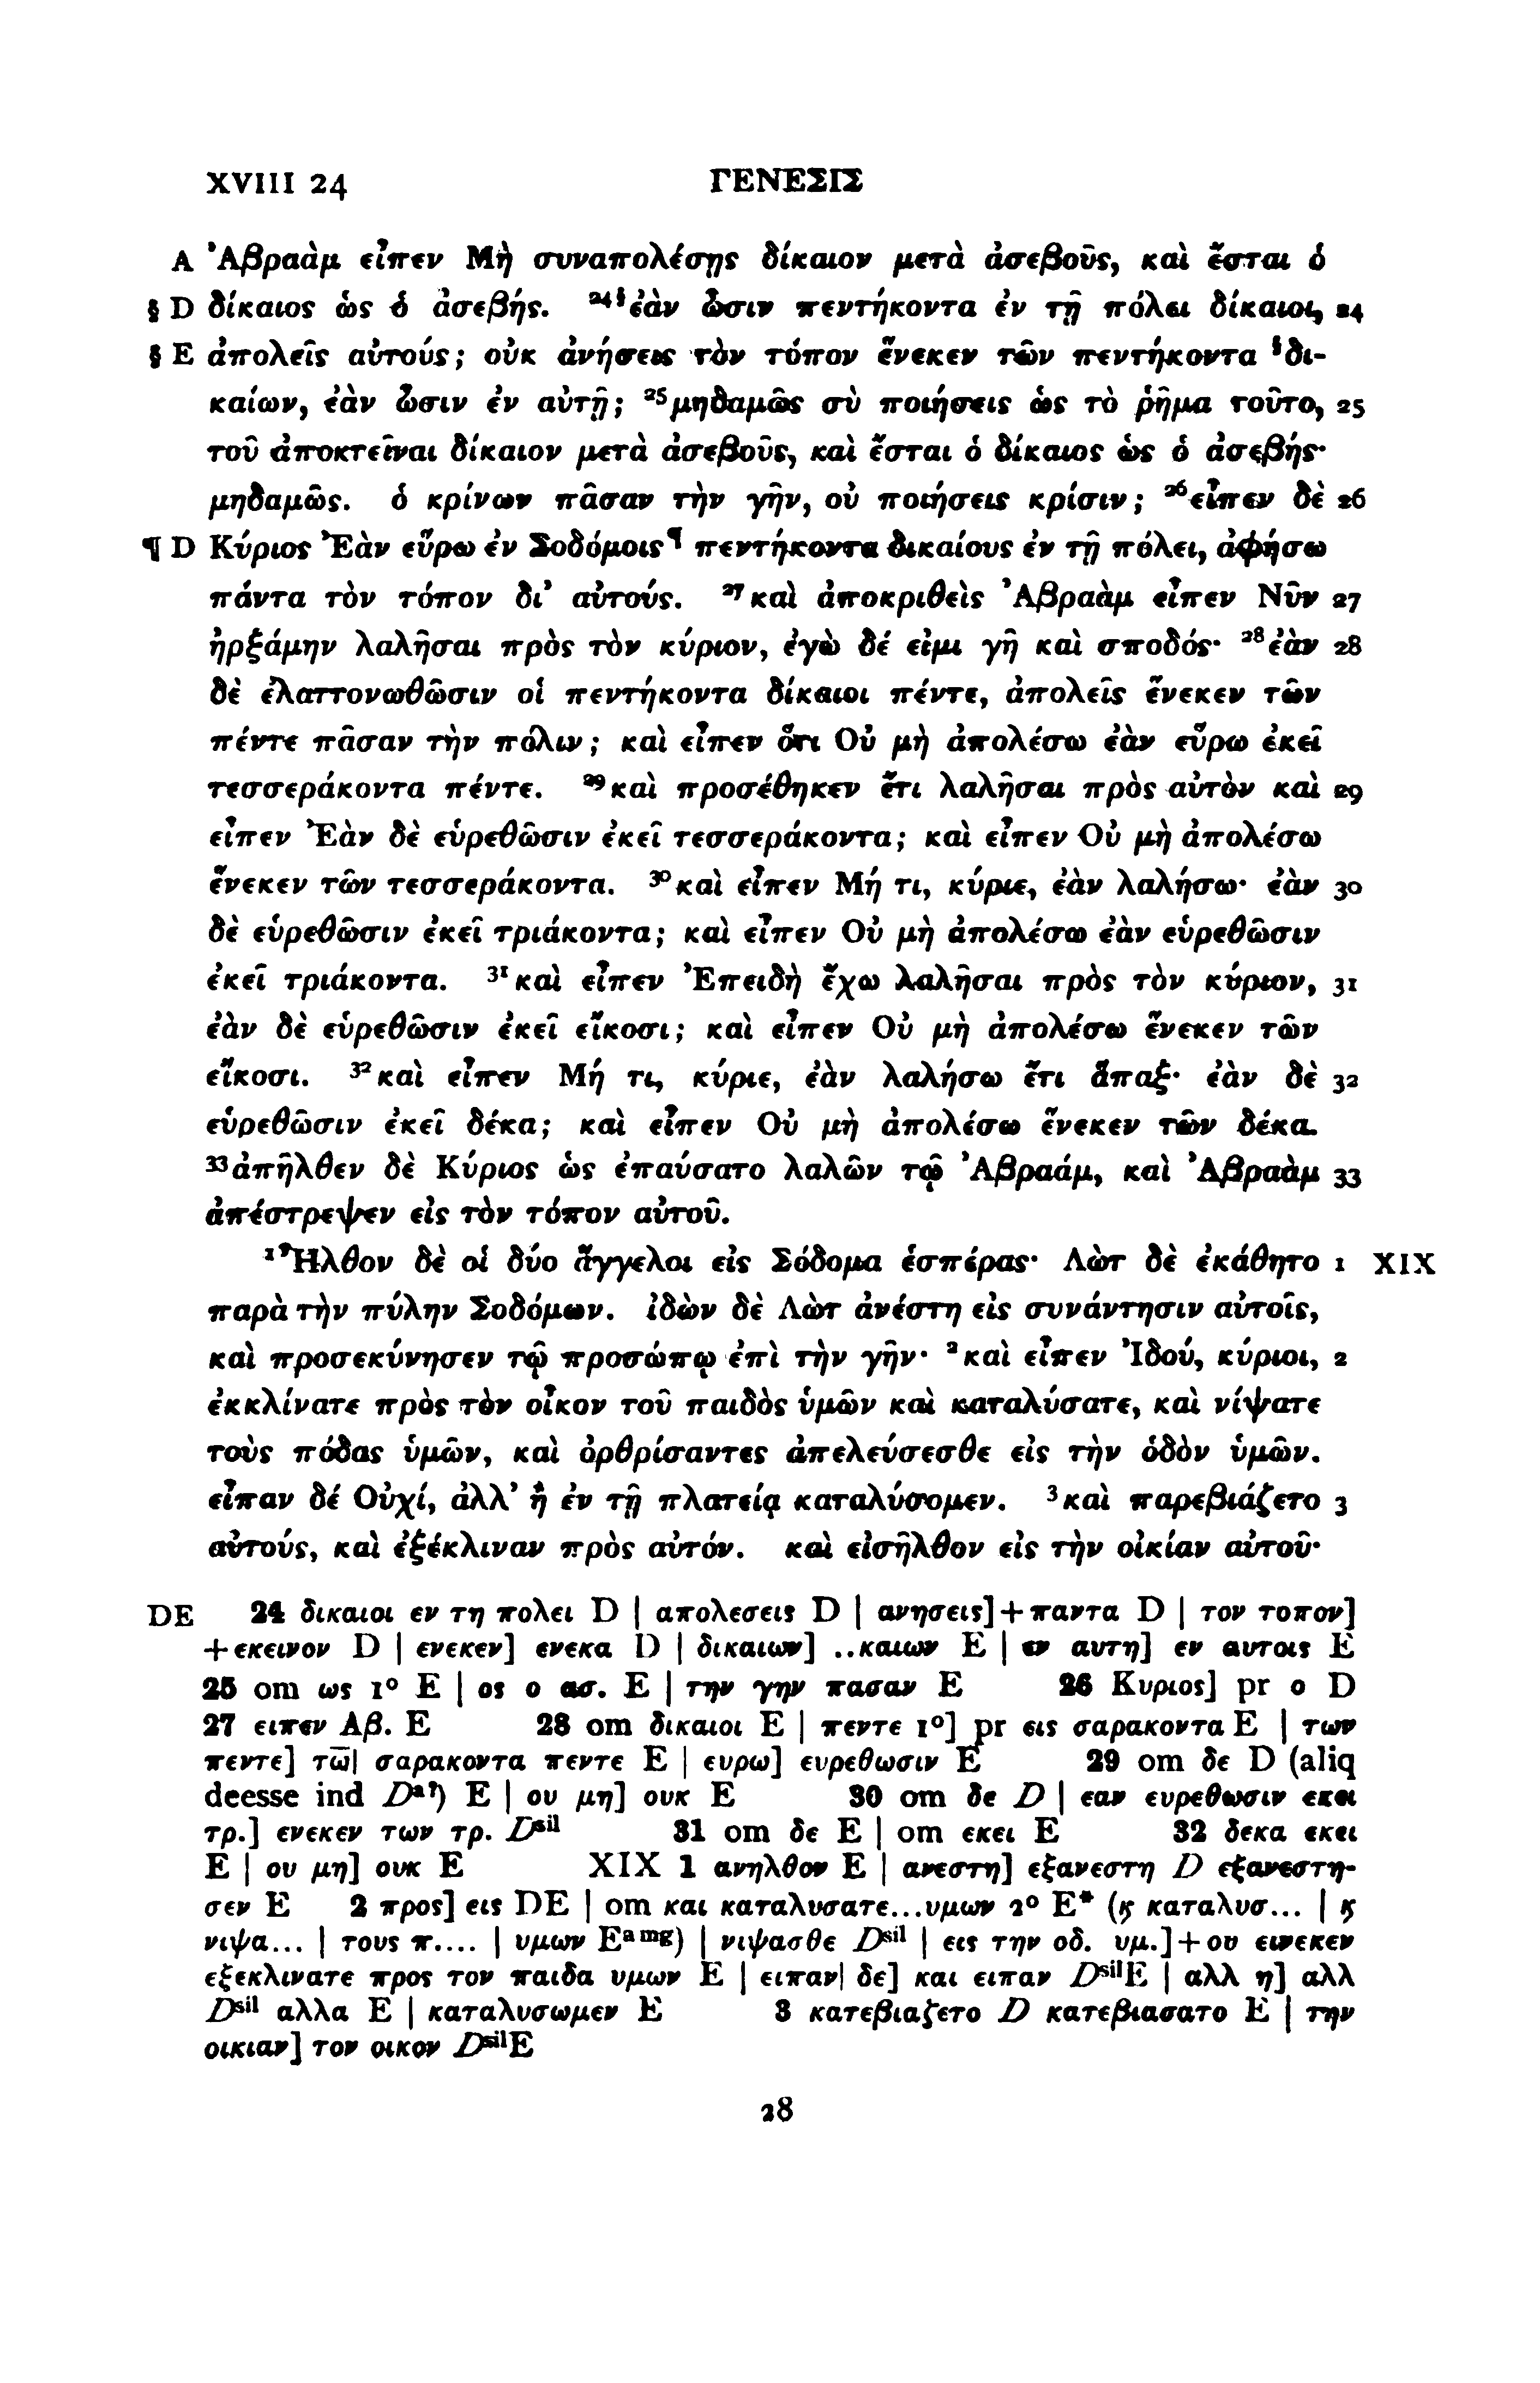 XVIII 24 ΓΕΝΕΣΙΣ
A Ἀβραὰμ εἶπεν Μὴ συναπολέσῃς δίκαιον μετὰ ἀσεβοῦς, καὶ ἔσται ὁ
§ D δίκαιος ὡς ὁ ἀσεβής. ²⁴§ἐὰν ὦσιν πεντήκοντα ἐν τῇ πόλει δίκαιοι, 24
§ E ἀπολεῖς αὐτούς; οὐκ ἀνήσεις τὸν τόπον ἕνεκεν τῶν πεντήκοντα §δι-
καίων, ἐὰν ὦσιν ἐν αὐτῇ; ²⁵μηδαμῶς σὺ ποιήσεις ὡς τὸ ῥῆμα τοῦτο, 25
τοῦ ἀποκτεῖναι δίκαιον μετὰ ἀσεβοῦς, καὶ ἔσται ὁ δίκαιος ὡς ὁ ἀσεβής·
μηδαμῶς. ὁ κρίνων πᾶσαν τὴν γῆν, οὐ ποιήσεις κρίσιν; ²⁶εἶπεν δὲ 26
¶ D Κύριος Ἐὰν εὕρω ἐν Σοδόμοις¶ πεντήκοντα δικαίους ἐν τῇ πόλει, ἀφήσω
πάντα τὸν τόπον δι’ αὐτούς. ²⁷καὶ ἀποκριθεὶς Ἀβραὰμ εἶπεν Νῦν 27
ἠρξάμην λαλῆσαι πρὸς τὸν κύριον, ἐγὼ δέ εἰμι γῆ καὶ σποδός· ²⁸ἐὰν 28
δὲ ἐλαττονωθῶσιν οἱ πεντήκοντα δίκαιοι πέντε, ἀπολεῖς ἕνεκεν τῶν
πέντε πᾶσαν τὴν πόλιν; καὶ εἶπεν ὅτι Οὐ μὴ ἀπολέσω ἐὰν εὕρω ἐκεῖ
τεσσεράκοντα πέντε. ²⁹καὶ προσέθηκεν ἔτι λαλῆσαι πρὸς αὐτὸν καὶ 29
εἶπεν Ἐὰν δὲ εὑρεθῶσιν ἐκεῖ τεσσεράκοντα; καὶ εἶπεν Οὐ μὴ ἀπολέσω
ἕνεκεν τῶν τεσσεράκοντα. ³⁰καὶ εἶπεν Μή τι, κύριε, ἐὰν λαλήσω· ἐὰν 30
δὲ εὑρεθῶσιν ἐκεῖ τριάκοντα; καὶ εἶπεν Οὐ μὴ ἀπολέσω ἐὰν εὑρεθῶσιν
ἐκεῖ τριάκοντα. ³¹καὶ εἶπεν Ἐπειδὴ ἔχω λαλῆσαι πρὸς τὸν κύριον, 31
ἐὰν δὲ εὑρεθῶσιν ἐκεῖ εἴκοσι; καὶ εἶπεν Οὐ μὴ ἀπολέσω ἕνεκεν τῶν
εἴκοσι. ³²καὶ εἶπεν Μή τι, κύριε, ἐὰν λαλήσω ἔτι ἅπαξ· ἐὰν δὲ 32
εὑρεθῶσιν ἐκεῖ δέκα; καὶ εἶπεν Οὐ μὴ ἀπολέσω ἕνεκεν τῶν δέκα.
³³ἀπῆλθεν δὲ Κύριος ὡς ἐπαύσατο λαλῶν τῷ Ἀβραάμ, καὶ Ἀβραὰμ 33
ἀπέστρεψεν εἰς τὸν τόπον αὐτοῦ.
¹Ἦλθον δὲ οἱ δύο ἄγγελοι εἰς Σόδομα ἑσπέρας· Λὼτ δὲ ἐκάθητο 1 XIX
παρὰ τὴν πύλην Σοδόμων. ἰδὼν δὲ Λὼτ ἀνέστη εἰς συνάντησιν αὐτοῖς,
καὶ προσεκύνησεν τῷ προσώπῳ ἐπὶ τὴν γῆν· ²καὶ εἶπεν Ἰδού, κύριοι, 2
ἐκκλίνατε πρὸς τὸν οἶκον τοῦ παιδὸς ὑμῶν καὶ καταλύσατε, καὶ νίψατε
τοὺς πόδας ὑμῶν, καὶ ὀρθρίσαντες ἀπελεύσεσθε εἰς τὴν ὁδὸν ὑμῶν.
εἶπαν δέ Οὐχί, ἀλλ’ ἢ ἐν τῇ πλατείᾳ καταλύσομεν. ³καὶ παρεβιάζετο 3
αὐτούς, καὶ ἐξέκλιναν πρὸς αὐτόν. καὶ εἰσῆλθον εἰς τὴν οἰκίαν αὐτοῦ·
DE 24 δικαιοι εν τη πολει D | απολεσεις D | ανησεις]+παντα D | τον τοπον]
+εκεινον D | ενεκεν] ενεκα D | δικαιων] ..καιων E | εν αυτη] εν αυτοις E
25 om ως 1° E | ος ο ασ. E | την γην πασαν E 26 Κυριος] pr ο D
27 ειπεν Αβ. E 28 om δικαιοι E | πεντε 1°] pr εις σαρακοντα E | των
πεντε] τω̅| σαρακοντα πεντε E | ευρω] ευρεθωσιν E 29 om δε D (aliq
deesse ind Dᵃ?) E | ου μη] ουκ E 30 om δε D | εαν ευρεθωσιν εκει
τρ.] ενεκεν των τρ. Dˢⁱˡ 31 om δε E | om εκει E 32 δεκα εκει
E | ου μη] ουκ E XIX 1 ανηλθον E | ανεστη] εξανεστη D εξανεστη-
σεν E 2 προς] εις DE | om και καταλυσατε...υμων 2° E* (ϗ καταλυσ... | ϗ
νιψα... | τους π.... | υμων Eᵃ ᵐᵍ) | νιψασθε Dˢⁱˡ | εις την οδ. υμ.]+ου εινεκεν
εξεκλινατε προς τον παιδα υμων E | ειπαν| δε] και ειπαν DˢⁱˡE | αλλ η] αλλ
Dˢⁱˡ αλλα E | καταλυσωμεν E 3 κατεβιαζετο D κατεβιασατο E | την
οικιαν] τον οικον DˢⁱˡE
28